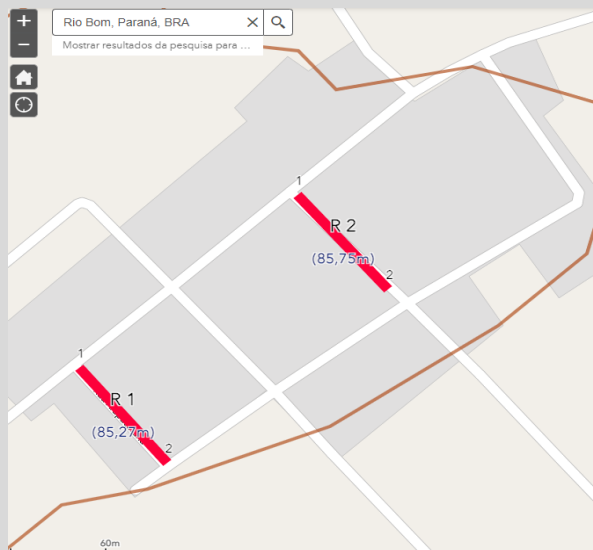 Rio Bom, Paraná, BRA
Mostrar resultados da pesquisa para ...
1
R 2
(85,75m)
2
1
R 1
(85,27m)
2
60m